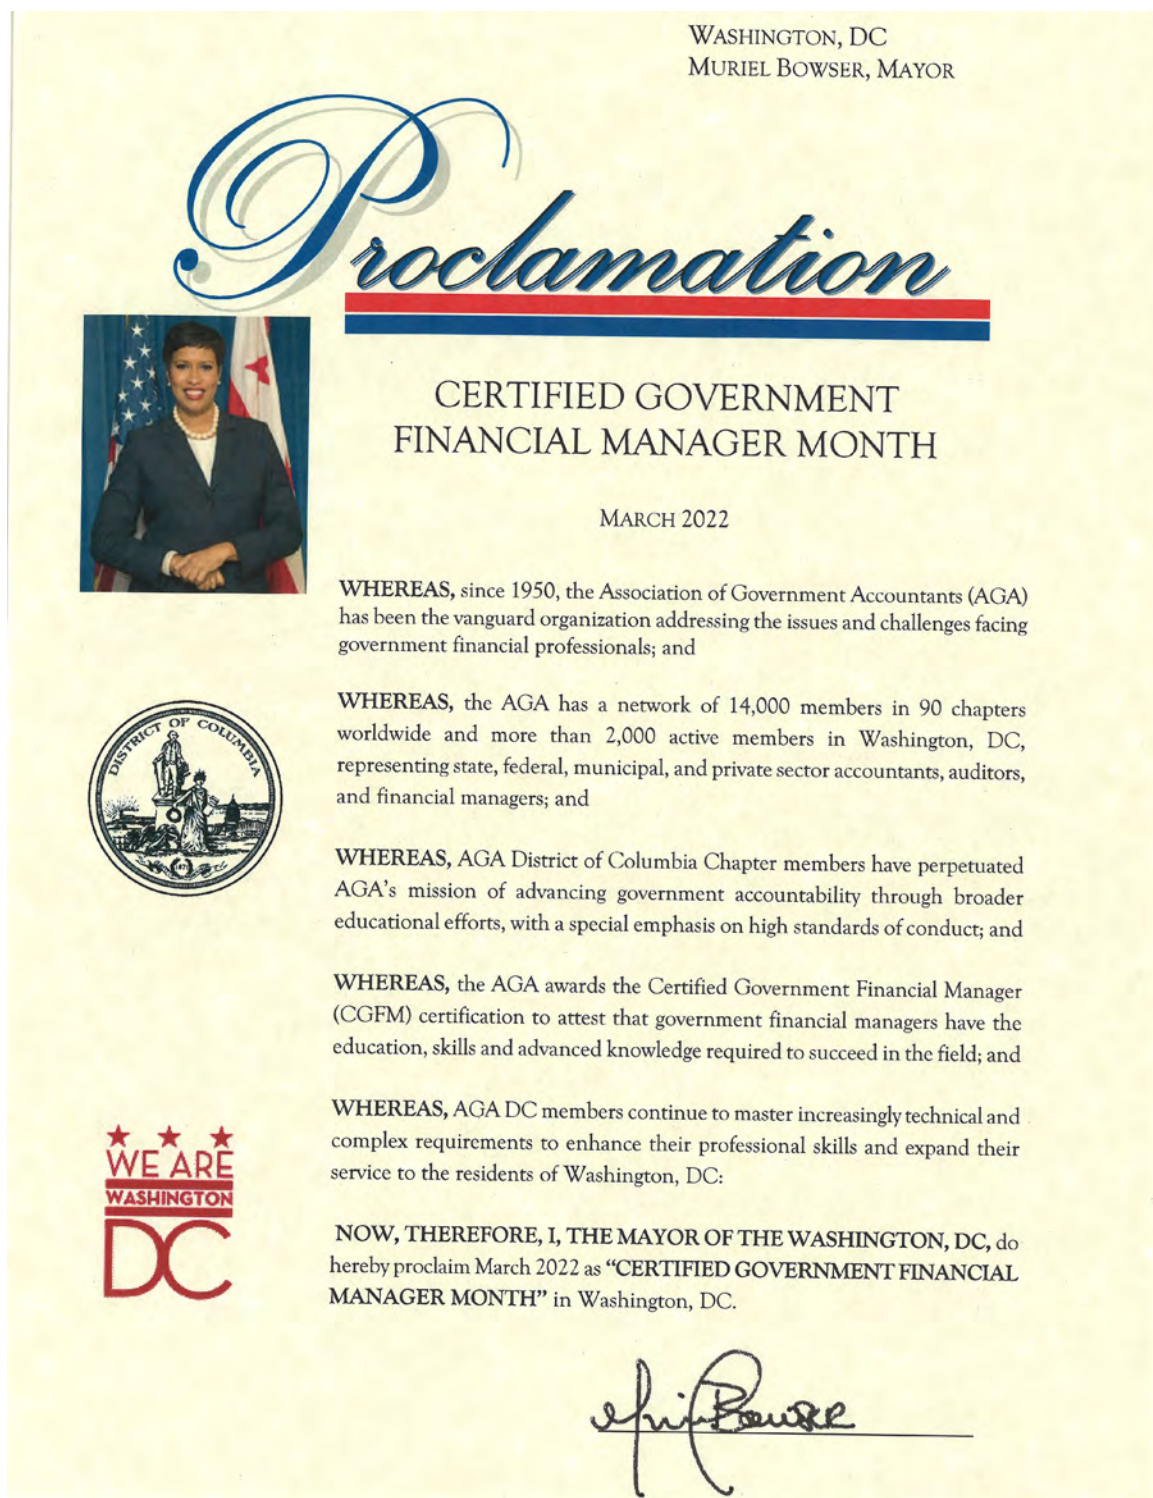 WASHINGTON, DC
MURIEL BOWSER, MAYOR
Proclamation
CERTIFIED GOVERNMENT
FINANCIAL MANAGER MONTH
MARCH 2022
WHEREAS, since 1950, the Association of Government Accountants (AGA)
has been the vanguard organization addressing the issues and challenges facing
government financial professionals; and
WHEREAS, the AGA has a network of 14,000 members in 90 chapters
worldwide and more than 2,000 active members in Washington, DC,
representing state, federal, municipal, and private sector accountants, auditors,
and financial managers; and
DISTRICT OF COLUMBIA
1871
WHEREAS, AGA District of Columbia Chapter members have perpetuated
AGA's mission of advancing government accountability through broader
educational efforts, with a special emphasis on high standards of conduct; and
WHEREAS, the AGA awards the Certified Government Financial Manager
(CGFM) certification to attest that government financial managers have the
education, skills and advanced knowledge required to succeed in the field; and
WHEREAS, AGA DC members continue to master increasingly technical and
complex requirements to enhance their professional skills and expand their
service to the residents of Washington, DC:
WE ARE
WASHINGTON
DC
NOW, THEREFORE, I, THE MAYOR OF THE WASHINGTON, DC, do
hereby proclaim March 2022 as “CERTIFIED GOVERNMENT FINANCIAL
MANAGER MONTH” in Washington, DC.